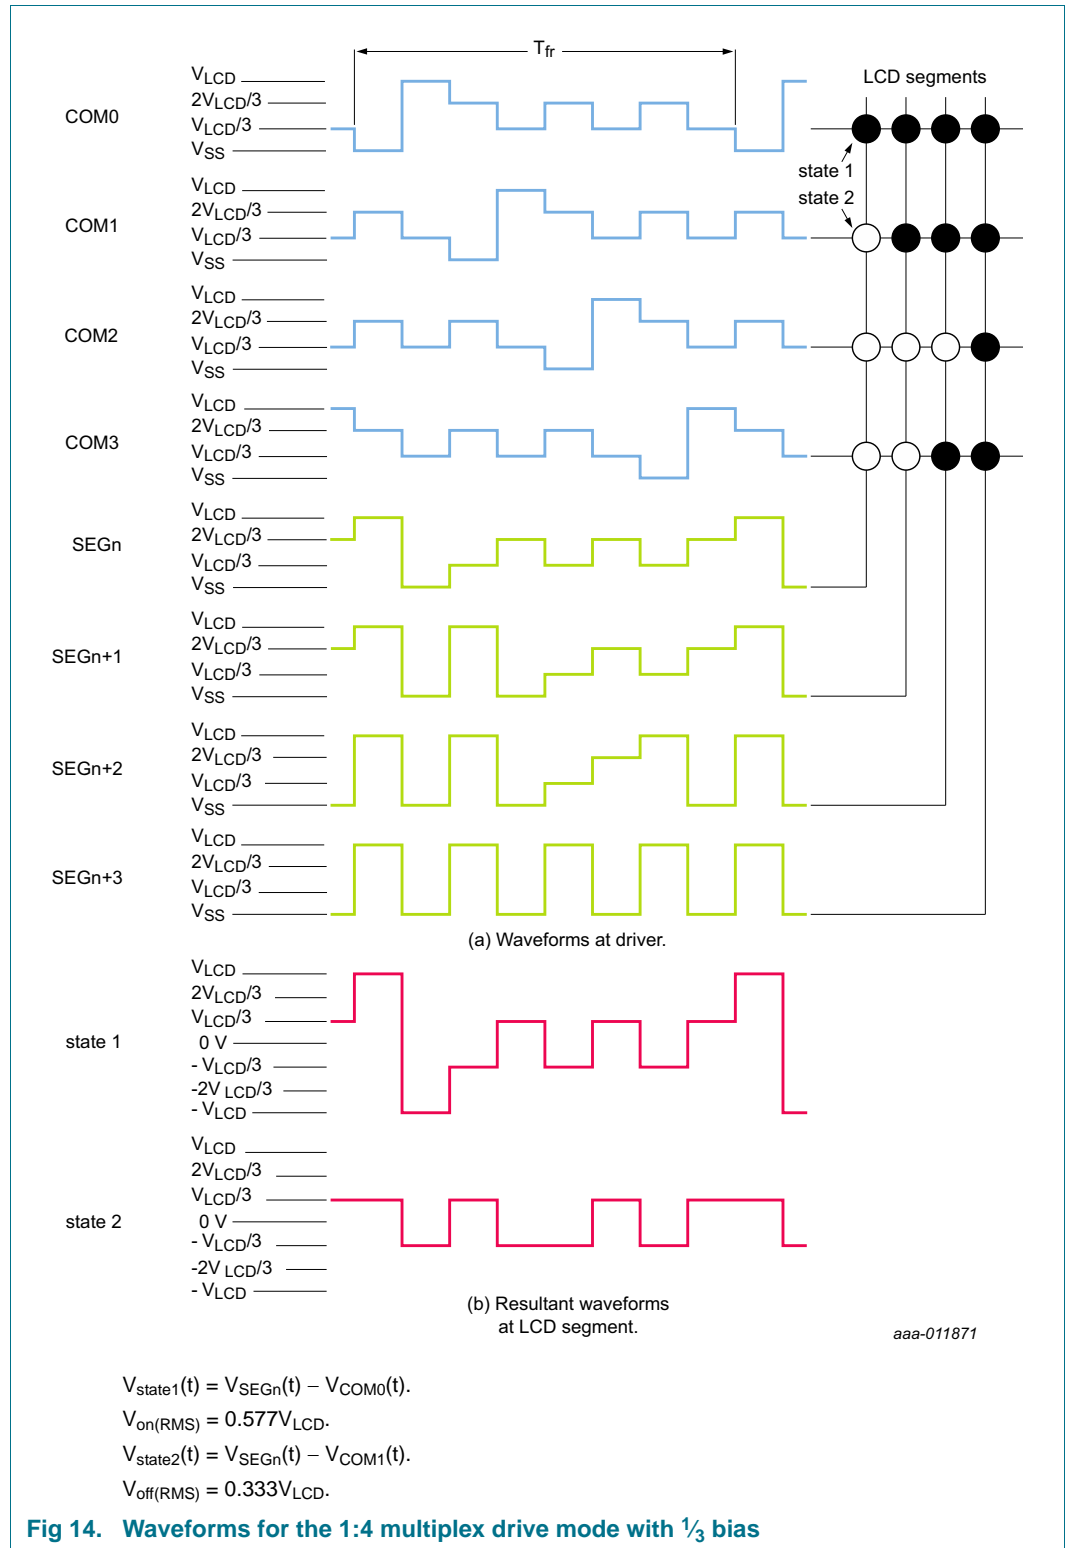 Tfr
VLCD
2VLCD/3
COM0
VLCD/3
VSS
LCD segments
state 1
state 2
VLCD
2VLCD/3
COM1
VLCD/3
VSS
VLCD
2VLCD/3
COM2
VLCD/3
VSS
VLCD
2VLCD/3
COM3
VLCD/3
VSS
VLCD
2VLCD/3
SEGn
VLCD/3
VSS
VLCD
2VLCD/3
SEGn+1
VLCD/3
VSS
VLCD
2VLCD/3
SEGn+2
VLCD/3
VSS
VLCD
2VLCD/3
SEGn+3
VLCD/3
VSS
(a) Waveforms at driver.
VLCD
2VLCD/3
VLCD/3
state 1
0 V
- VLCD/3
-2V LCD/3
- VLCD
VLCD
2VLCD/3
VLCD/3
state 2
0 V
- VLCD/3
-2V LCD/3
- VLCD
(b) Resultant waveforms
at LCD segment.
aaa-011871
Vstate1(t) = VSEGn(t) − VCOM0(t).
Von(RMS) = 0.577VLCD.
Vstate2(t) = VSEGn(t) − VCOM1(t).
Voff(RMS) = 0.333VLCD.
Fig 14. Waveforms for the 1:4 multiplex drive mode with 1⁄3 bias